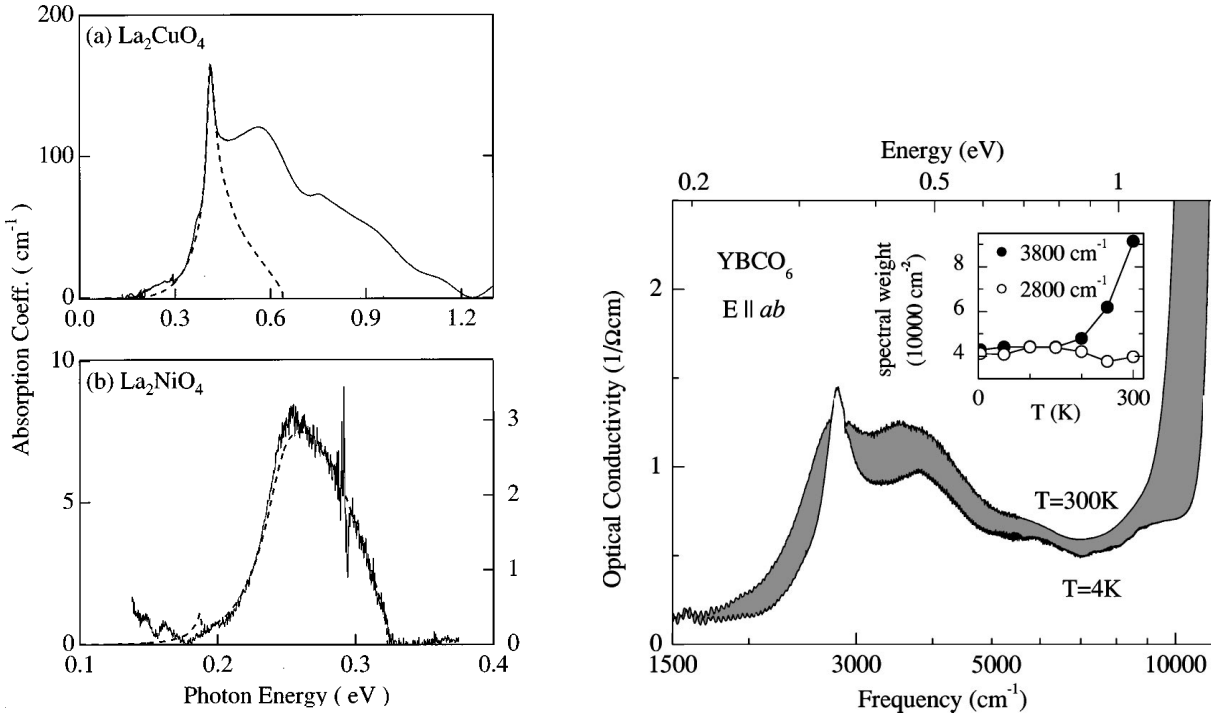 200
(a) La₂CuO₄
100
0
0.0 0.3 0.6 0.9 1.2
Absorption Coeff. ( cm⁻¹ )
10
(b) La₂NiO₄
5
0
3
2
1
0
0.1 0.2 0.3 0.4
Photon Energy ( eV )
Energy (eV)
0.2 0.5 1
YBCO₆
E || ab
Optical Conductivity (1/Ωcm)
2
1
0
spectral weight
(10000 cm⁻²)
8
6
4
3800 cm⁻¹
2800 cm⁻¹
0 300
T (K)
T=300K
T=4K
1500 3000 5000 10000
Frequency (cm⁻¹)